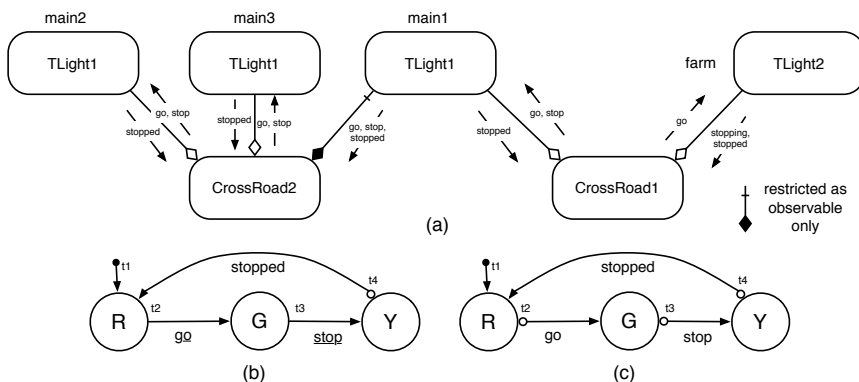 main2
main3
main1
TLight1
TLight1
TLight1
farm
TLight2
go, stop
stopped
stopped
go, stop
go, stop,
stopped
go, stop
stopped
go
stopping,
stopped
CrossRoad2
CrossRoad1
restricted as
observable
only
(a)
t1
stopped
t4
R
t2
go
G
t3
stop
Y
(b)
t1
stopped
t4
R
t2
go
G
t3
stop
Y
(c)